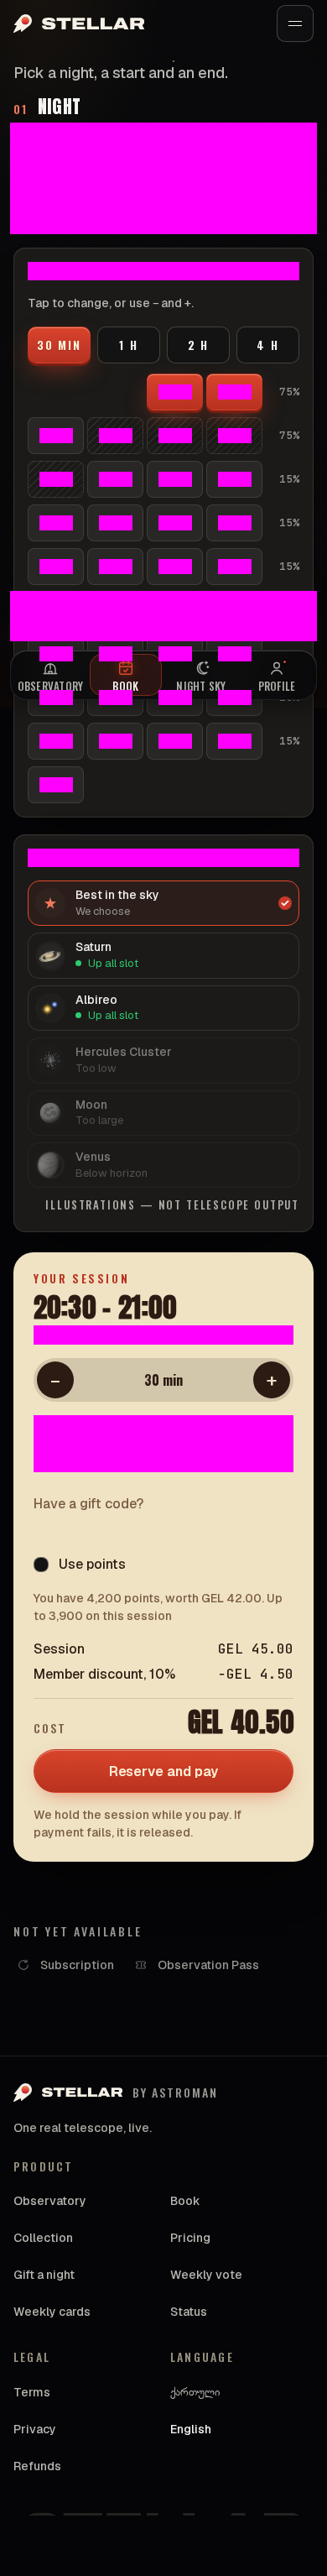 STELLAR
Pick a night, a start and an end.
01 NIGHT
Tap to change, or use − and +.
30 MIN 1 H 2 H 4 H
75%
75%
15%
15%
15%
OBSERVATORY BOOK NIGHT SKY PROFILE
15%
Best in the sky
We choose
Saturn
Up all slot
Albireo
Up all slot
Hercules Cluster
Too low
Moon
Too large
Venus
Below horizon
ILLUSTRATIONS — NOT TELESCOPE OUTPUT
YOUR SESSION
20:30 – 21:00
− 30 min +
Have a gift code?
Use points
You have 4,200 points, worth GEL 42.00. Up
to 3,900 on this session
Session GEL 45.00
Member discount, 10% -GEL 4.50
COST GEL 40.50
Reserve and pay
We hold the session while you pay. If
payment fails, it is released.
NOT YET AVAILABLE
Subscription Observation Pass
STELLAR BY ASTROMAN
One real telescope, live.
PRODUCT
Observatory Book
Collection Pricing
Gift a night Weekly vote
Weekly cards Status
LEGAL LANGUAGE
Terms ქართული
Privacy English
Refunds